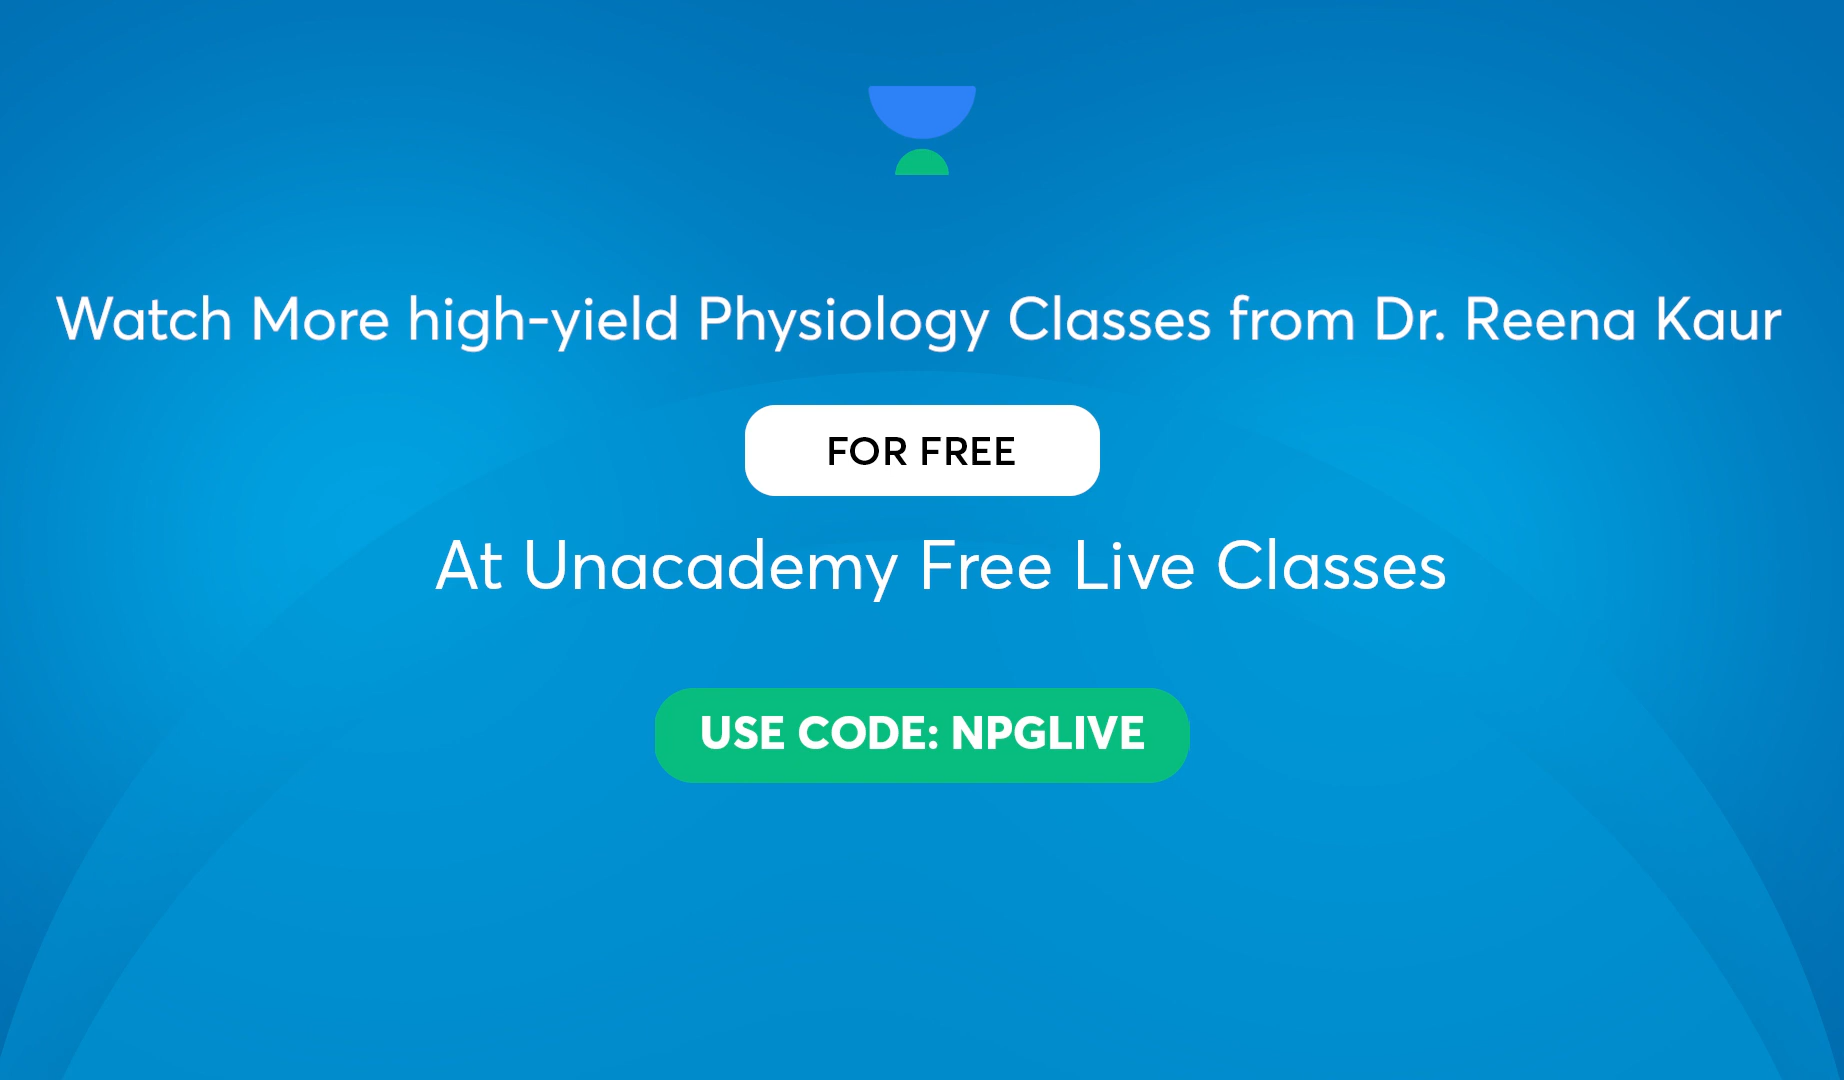 Watch More high-yield Physiology Classes from Dr. Reena Kaur
FOR FREE
At Unacademy Free Live Classes
USE CODE: NPGLIVE